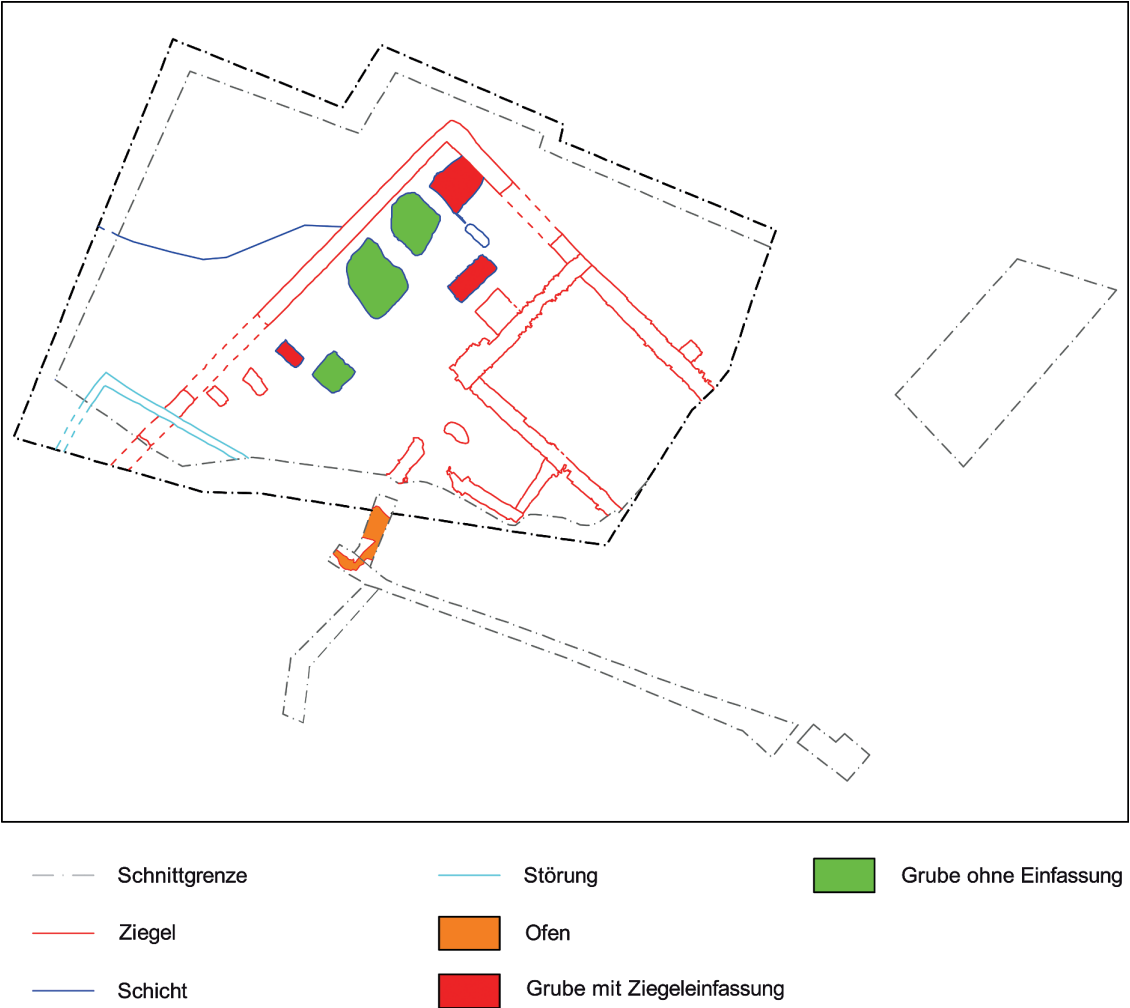 Schnittgrenze
Ziegel
Schicht
Störung
Ofen
Grube mit Ziegeleinfassung
Grube ohne Einfassung